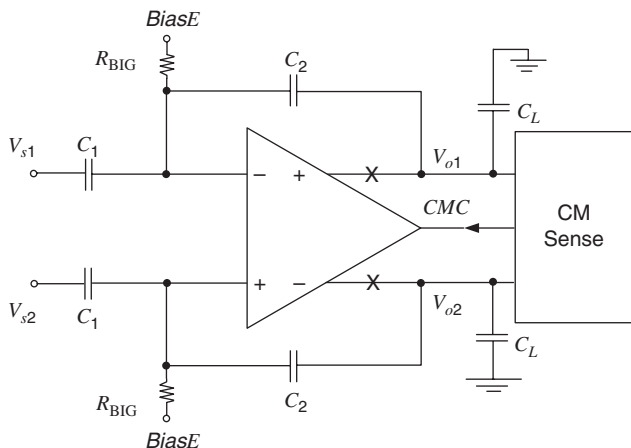 BiasE
R_BIG
C_2
C_L
V_s1
C_1
V_o1
−
+
X
CMC
CM
Sense
+
−
X
V_s2
C_1
V_o2
C_L
C_2
R_BIG
BiasE